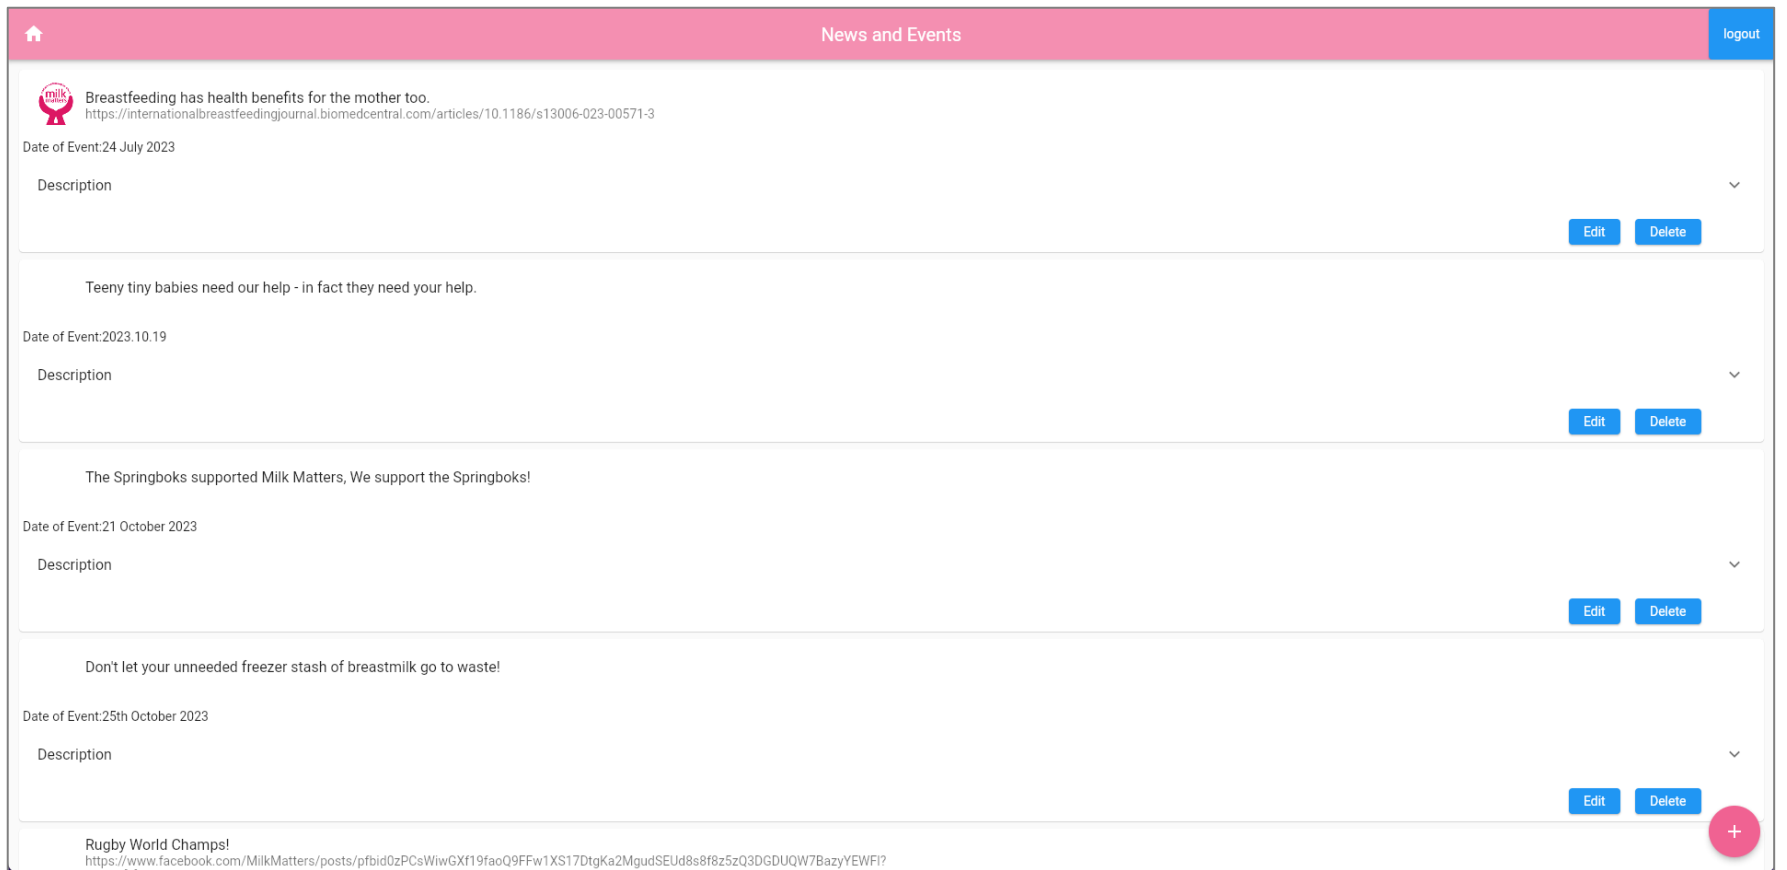 News and Events
logout
milk
matters
Breastfeeding has health benefits for the mother too.
https://internationalbreastfeedingjournal.biomedcentral.com/articles/10.1186/s13006-023-00571-3
Date of Event:24 July 2023
Description
Edit Delete
Teeny tiny babies need our help - in fact they need your help.
Date of Event:2023.10.19
Description
Edit Delete
The Springboks supported Milk Matters, We support the Springboks!
Date of Event:21 October 2023
Description
Edit Delete
Don't let your unneeded freezer stash of breastmilk go to waste!
Date of Event:25th October 2023
Description
Edit Delete
Rugby World Champs!
https://www.facebook.com/MilkMatters/posts/pfbid0zPCsWiwGXf19faoQ9FFw1XS17DtgKa2MgudSEUd8s8f8z5zQ3DGDUQW7BazyYEWFl?